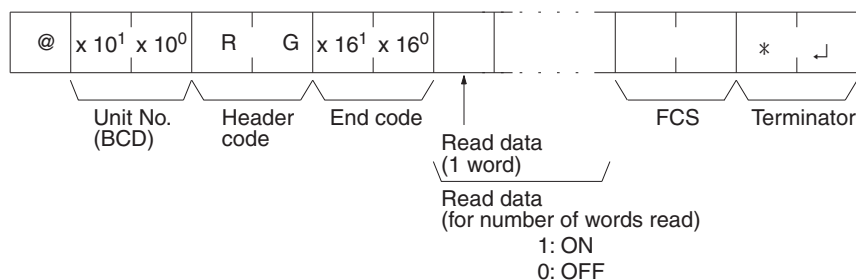 @ x 10¹ x 10⁰ R G x 16¹ x 16⁰ * ↵
Unit No. (BCD)
Header code
End code
FCS
Terminator
Read data
(1 word)
Read data
(for number of words read)
1: ON
0: OFF